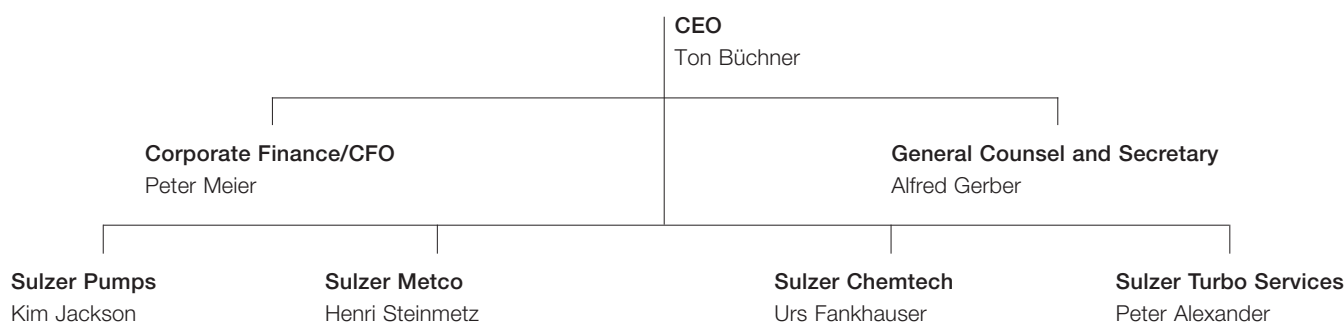 CEO
Ton Büchner
Corporate Finance/CFO
Peter Meier
General Counsel and Secretary
Alfred Gerber
Sulzer Pumps
Kim Jackson
Sulzer Metco
Henri Steinmetz
Sulzer Chemtech
Urs Fankhauser
Sulzer Turbo Services
Peter Alexander